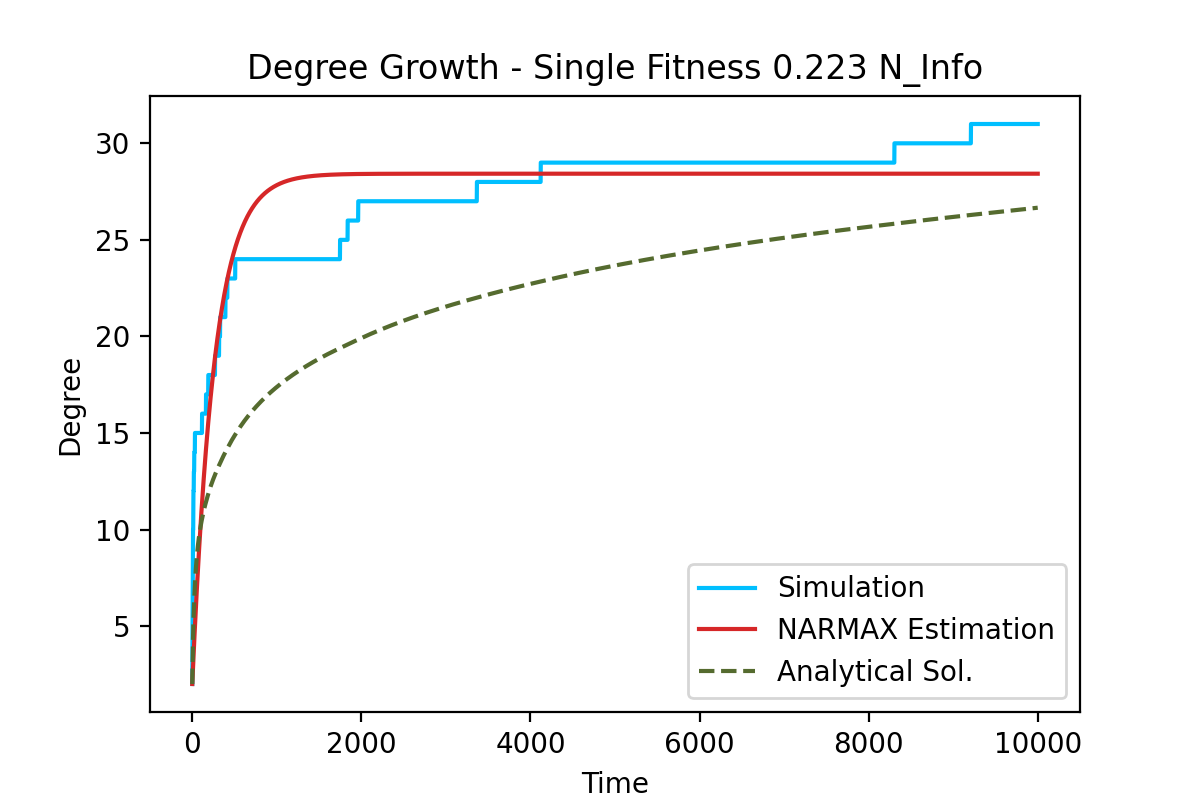 Degree Growth - Single Fitness 0.223 N_Info
Degree
30
25
20
15
10
5
Simulation
NARMAX Estimation
Analytical Sol.
0 2000 4000 6000 8000 10000
Time